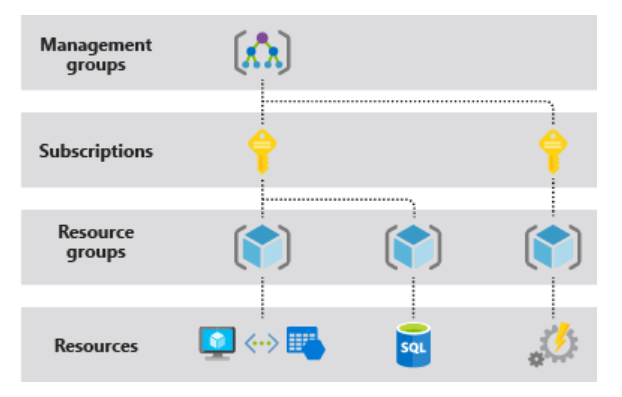 Management
groups
Subscriptions
Resource
groups
Resources
SQL